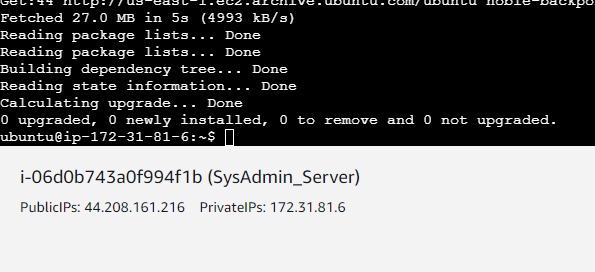 Get:44 http://us-east-1.ec2.archive.ubuntu.com/ubuntu noble-backpo
Fetched 27.0 MB in 5s (4993 kB/s)
Reading package lists... Done
Reading package lists... Done
Building dependency tree... Done
Reading state information... Done
Calculating upgrade... Done
0 upgraded, 0 newly installed, 0 to remove and 0 not upgraded.
ubuntu@ip-172-31-81-6:~$
i-06d0b743a0f994f1b (SysAdmin_Server)
PublicIPs: 44.208.161.216 PrivateIPs: 172.31.81.6